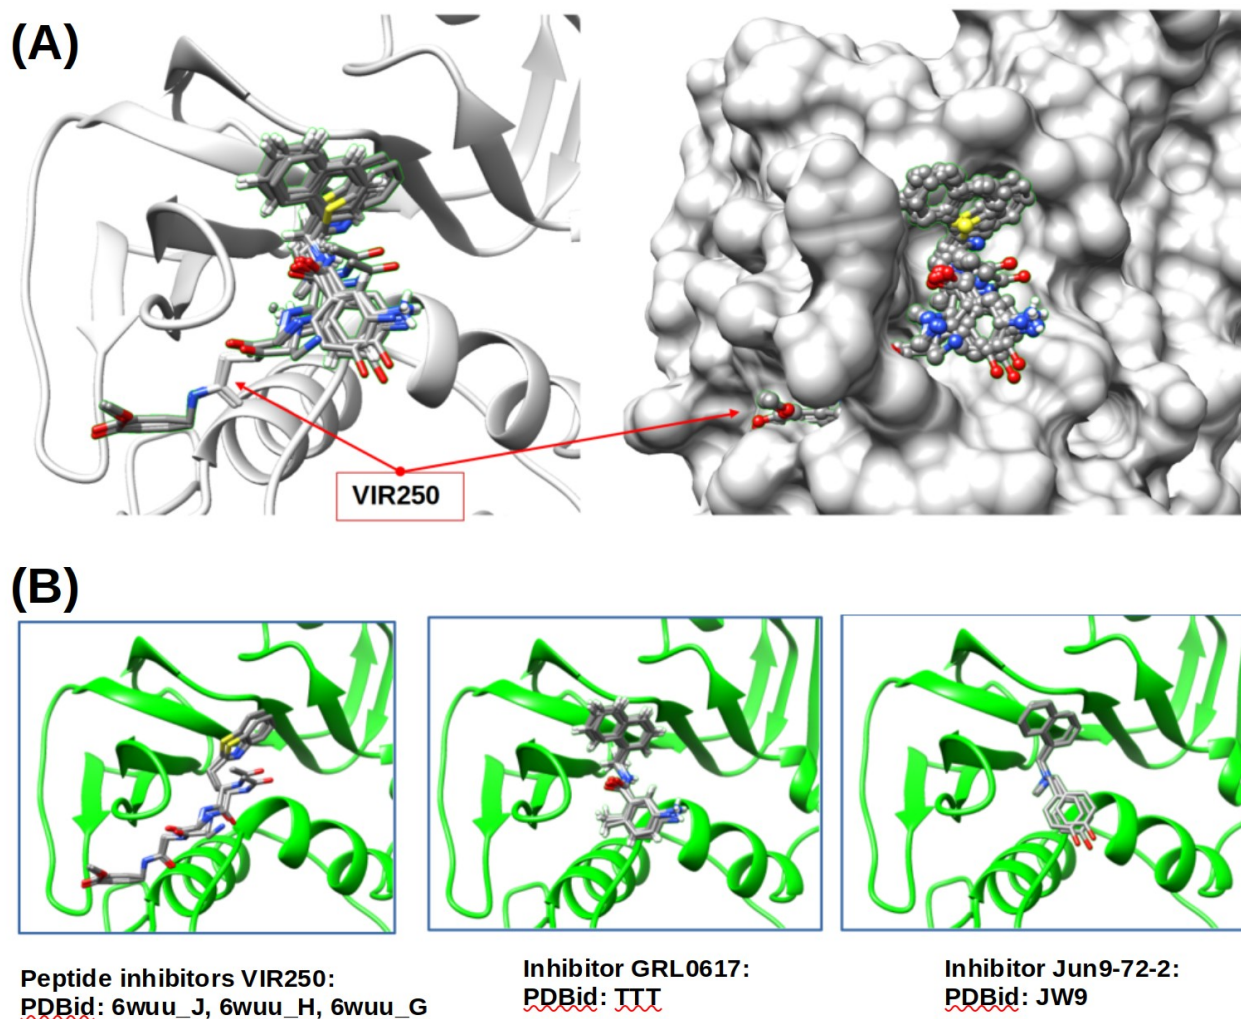 (A)
VIR250
(B)
Peptide inhibitors VIR250:
PDBid: 6wuu_J, 6wuu_H, 6wuu_G
Inhibitor GRL0617:
PDBid: TTT
Inhibitor Jun9-72-2:
PDBid: JW9